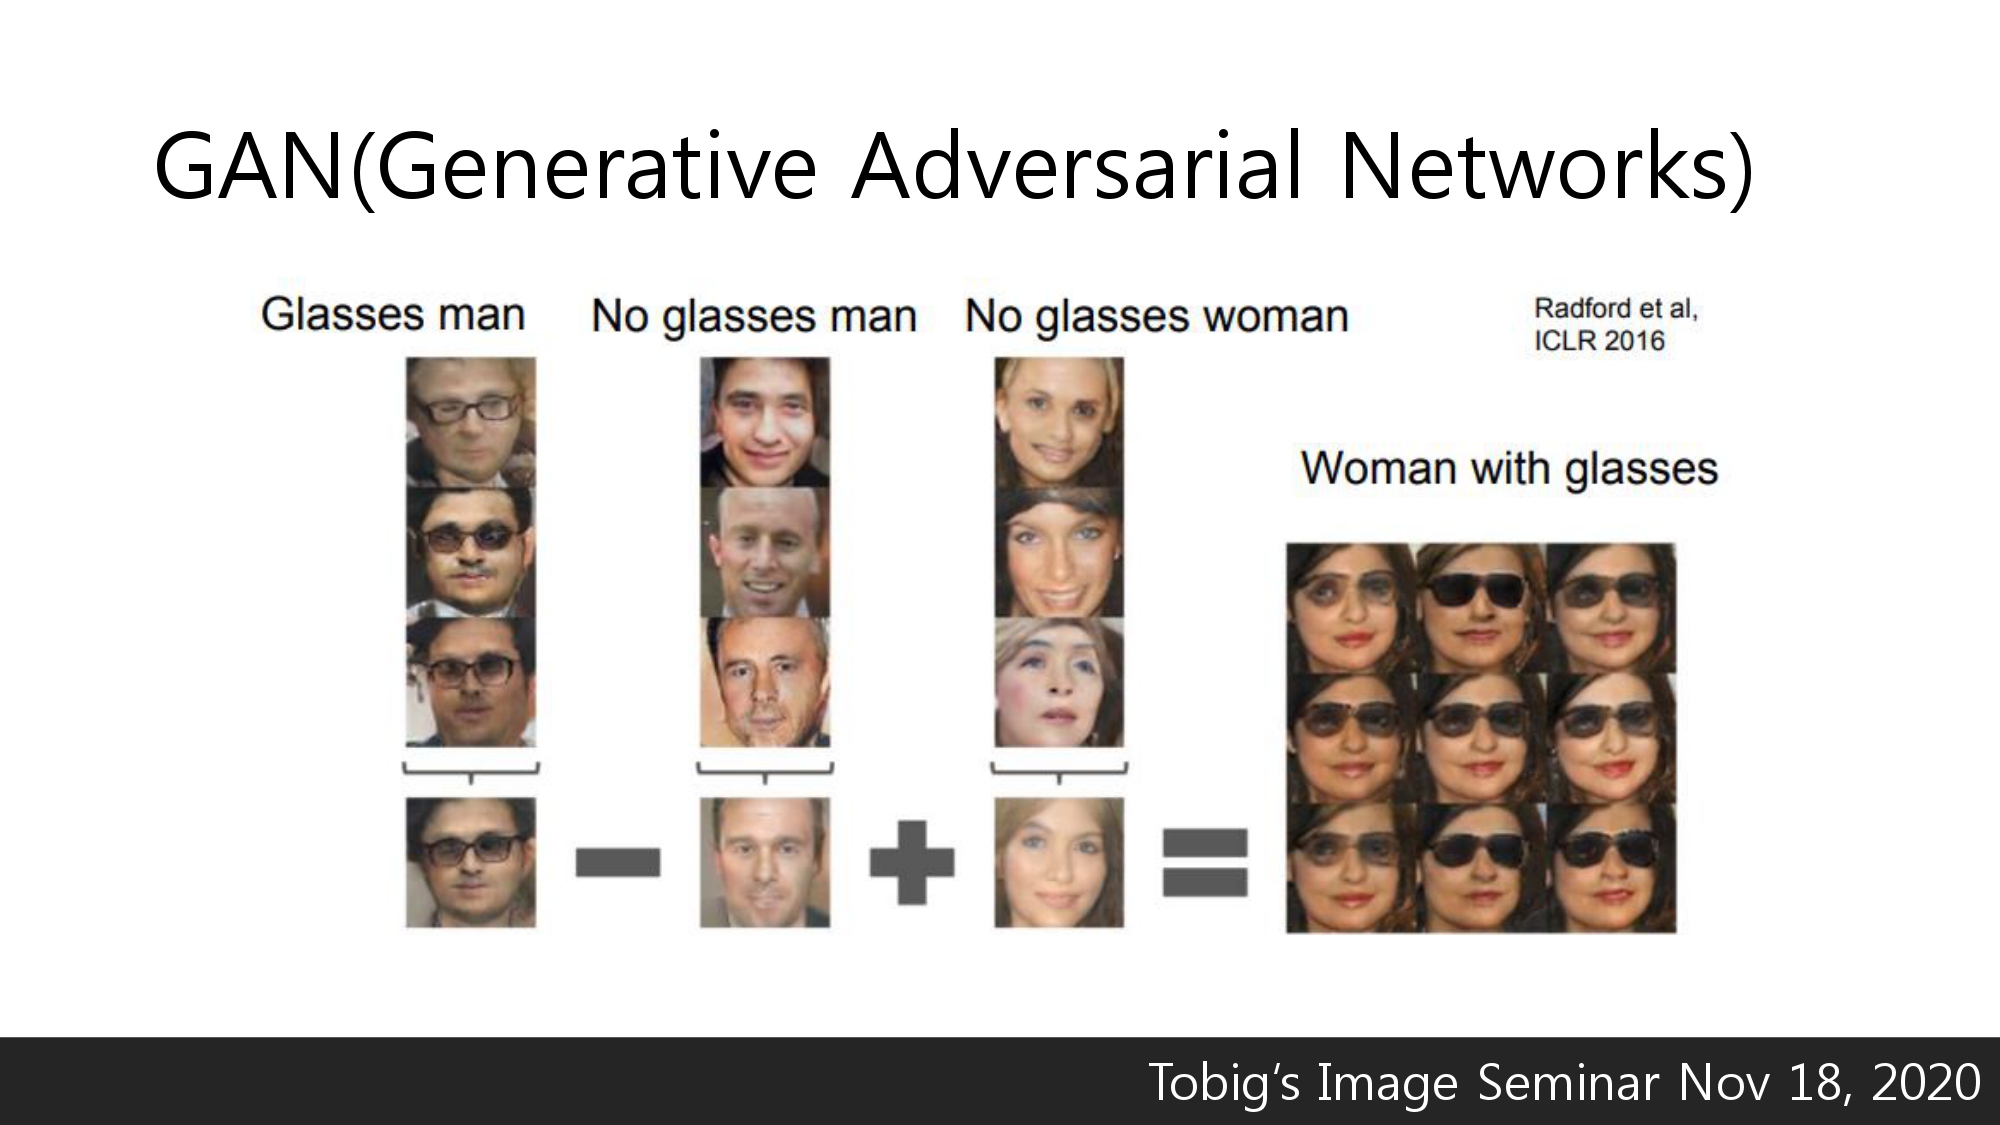 GAN(Generative Adversarial Networks)
Glasses man
No glasses man
No glasses woman
Radford et al,
ICLR 2016
Woman with glasses
Tobig's Image Seminar Nov 18, 2020